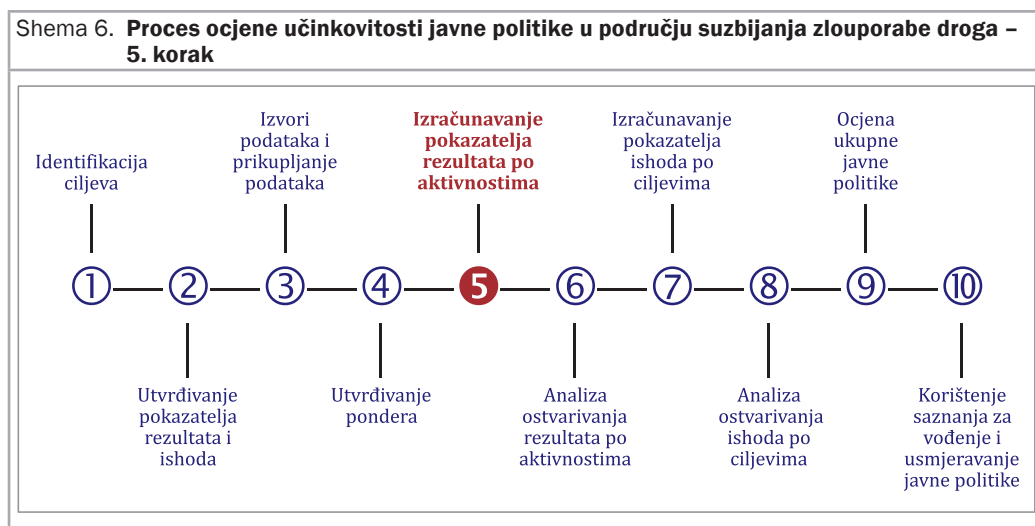 Shema 6. Proces ocjene učinkovitosti javne politike u području suzbijanja zlouporabe droga –
5. korak
Identifikacija
ciljeva
Izvori
podataka i
prikupljanje
podataka
Izračunavanje
pokazatelja
rezultata po
aktivnostima
Izračunavanje
pokazatelja
ishoda po
ciljevima
Ocjena
ukupne
javne
politike
1 2 3 4 5 6 7 8 9 10
Utvrđivanje
pokazatelja
rezultata i
ishoda
Utvrđivanje
pondera
Analiza
ostvarivanja
rezultata po
aktivnostima
Analiza
ostvarivanja
ishoda po
ciljevima
Korištenje
saznanja za
vođenje i
usmjeravanje
javne politike